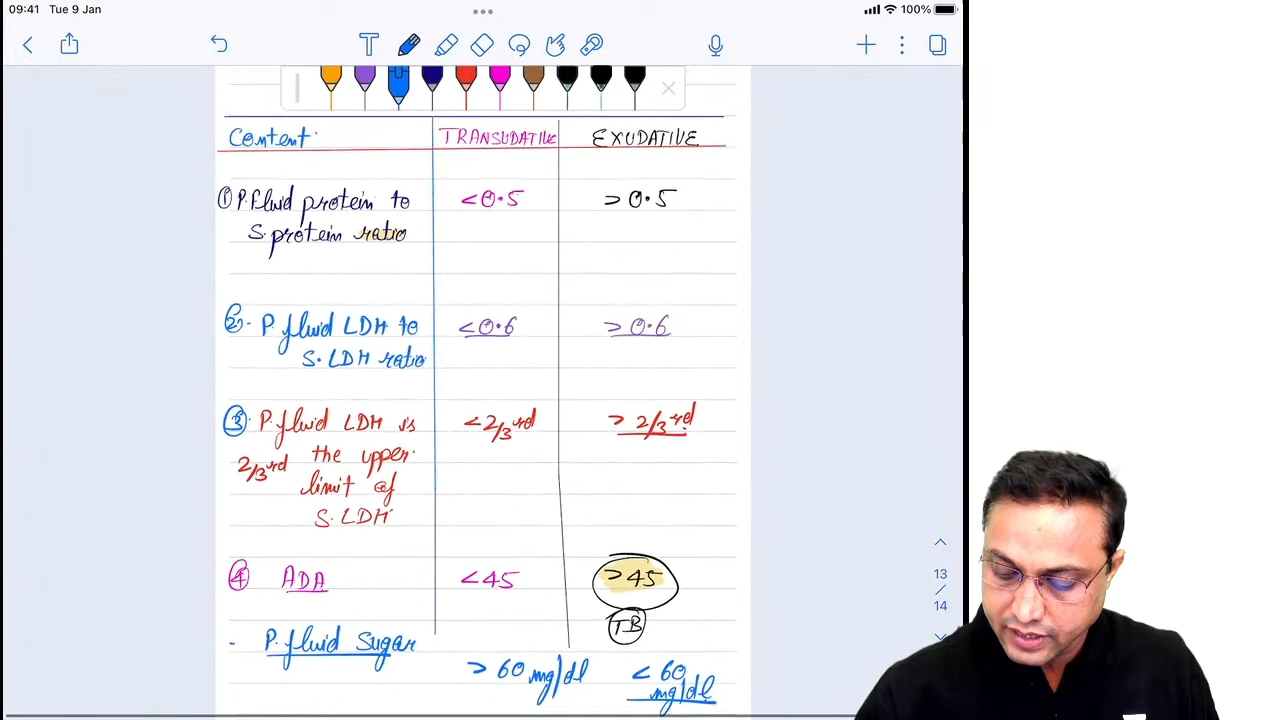 09:41 Tue 9 Jan
100%
Content
TRANSUDATIVE
EXUDATIVE
① P. fluid protein to
S. protein ratio
<0.5
> 0.5
②. P. fluid LDH to
S. LDH ratio
<0.6
> 0.6
③. P. fluid LDH is
2/3rd the upper
limit of
S. LDH
<2/3rd
> 2/3rd
④ ADA
<45
>45
TB
- P. fluid Sugar
> 60 mg/dl
< 60
mg/dl
13
/
14